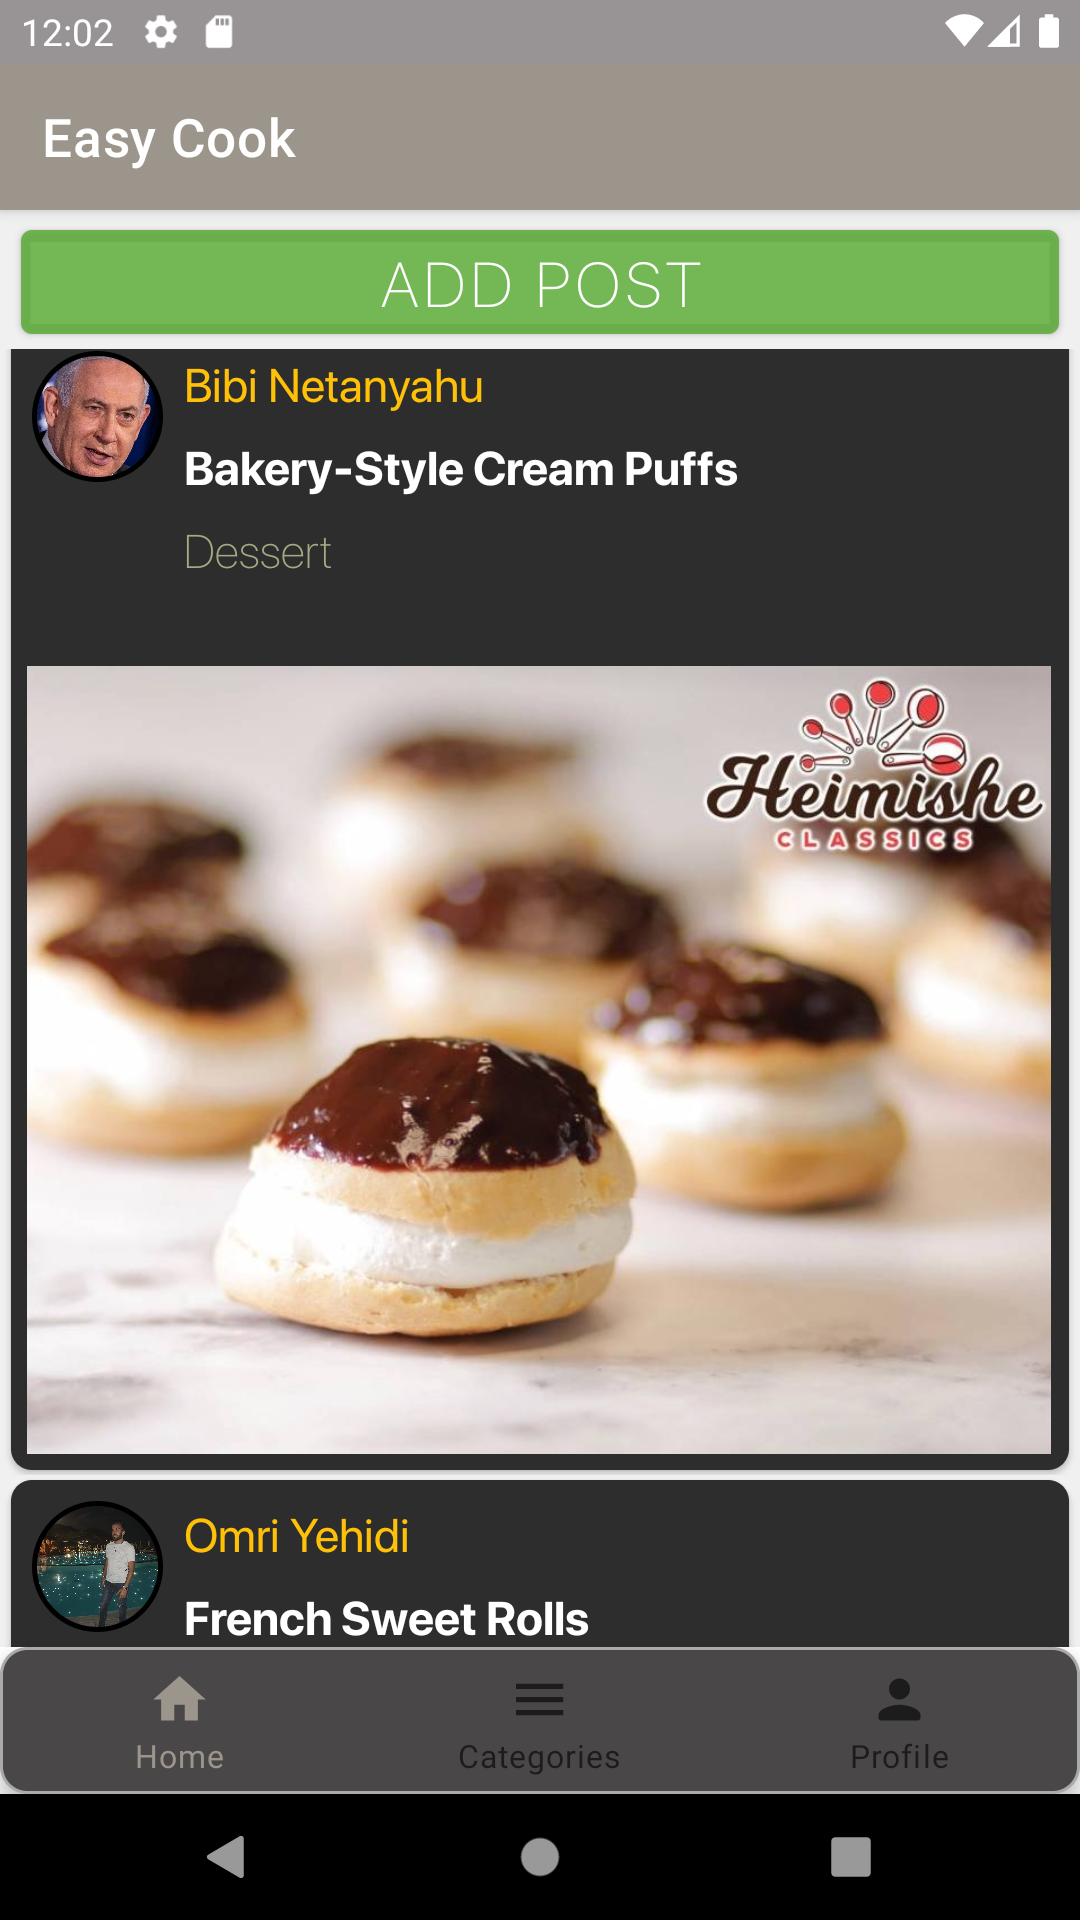 12:02
Easy Cook
ADD POST
Bibi Netanyahu
Bakery-Style Cream Puffs
Dessert
Heimishe
CLASSICS
Omri Yehidi
French Sweet Rolls
Home
Categories
Profile